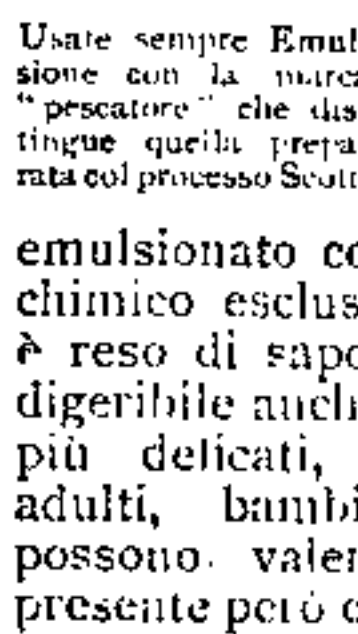 Usate sempre Emul
sione con la marca
"pescatore" che dis
tingue quella prepa
rata col processo Scott
emulsionato co
chimico esclus
è reso di sapo
digeribile anch
più delicati,
adulti, bambi
possono valer
presente però c